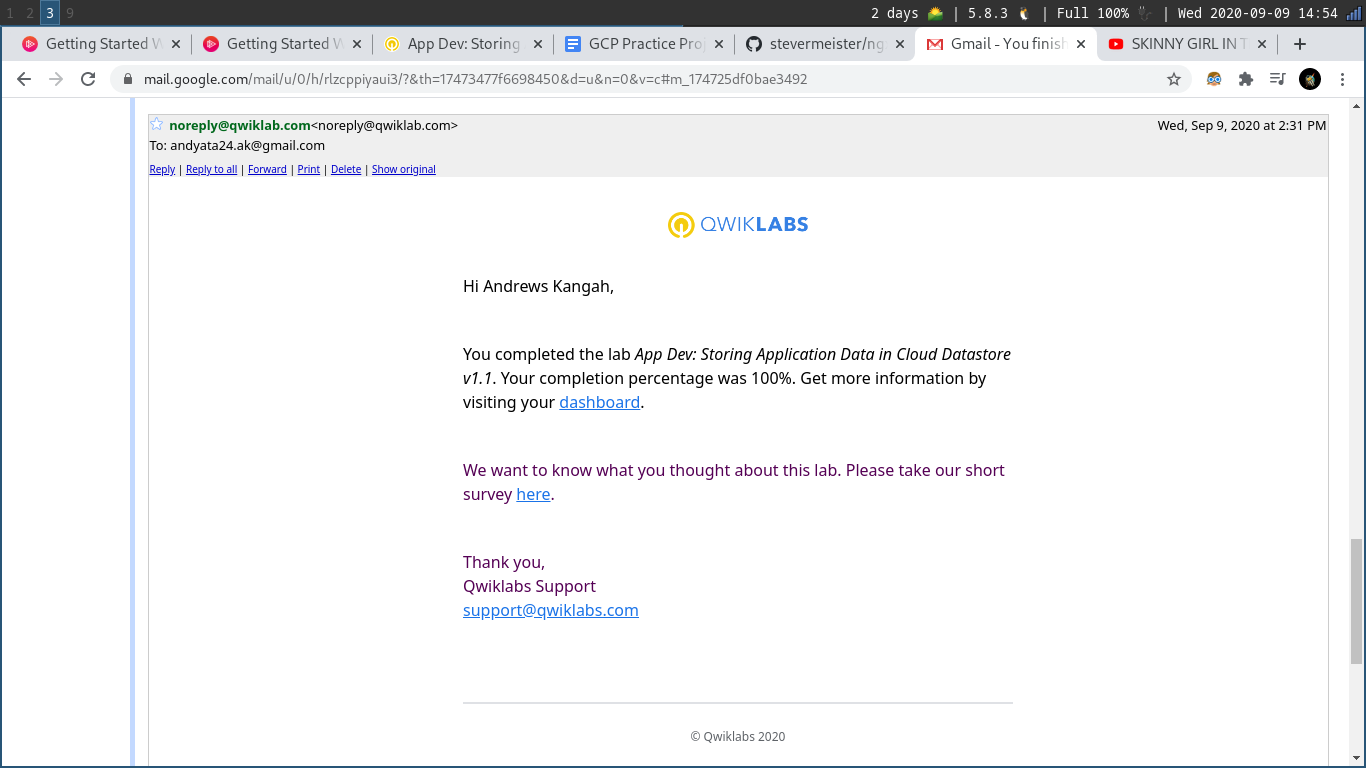 1 2 3 9
2 days | 5.8.3 | Full 100% | Wed 2020-09-09 14:54
Getting Started W
Getting Started W
App Dev: Storing
GCP Practice Proj
stevermeister/ng
Gmail - You finish
SKINNY GIRL IN T
mail.google.com/mail/u/0/h/rlzcppiyaui3/?&th=17473477f6698450&d=u&n=0&v=c#m_174725df0bae3492
noreply@qwiklab.com<noreply@qwiklab.com> Wed, Sep 9, 2020 at 2:31 PM
To: andyata24.ak@gmail.com
Reply | Reply to all | Forward | Print | Delete | Show original
QWIKLABS
Hi Andrews Kangah,
You completed the lab App Dev: Storing Application Data in Cloud Datastore
v1.1. Your completion percentage was 100%. Get more information by
visiting your dashboard.
We want to know what you thought about this lab. Please take our short
survey here.
Thank you,
Qwiklabs Support
support@qwiklabs.com
© Qwiklabs 2020